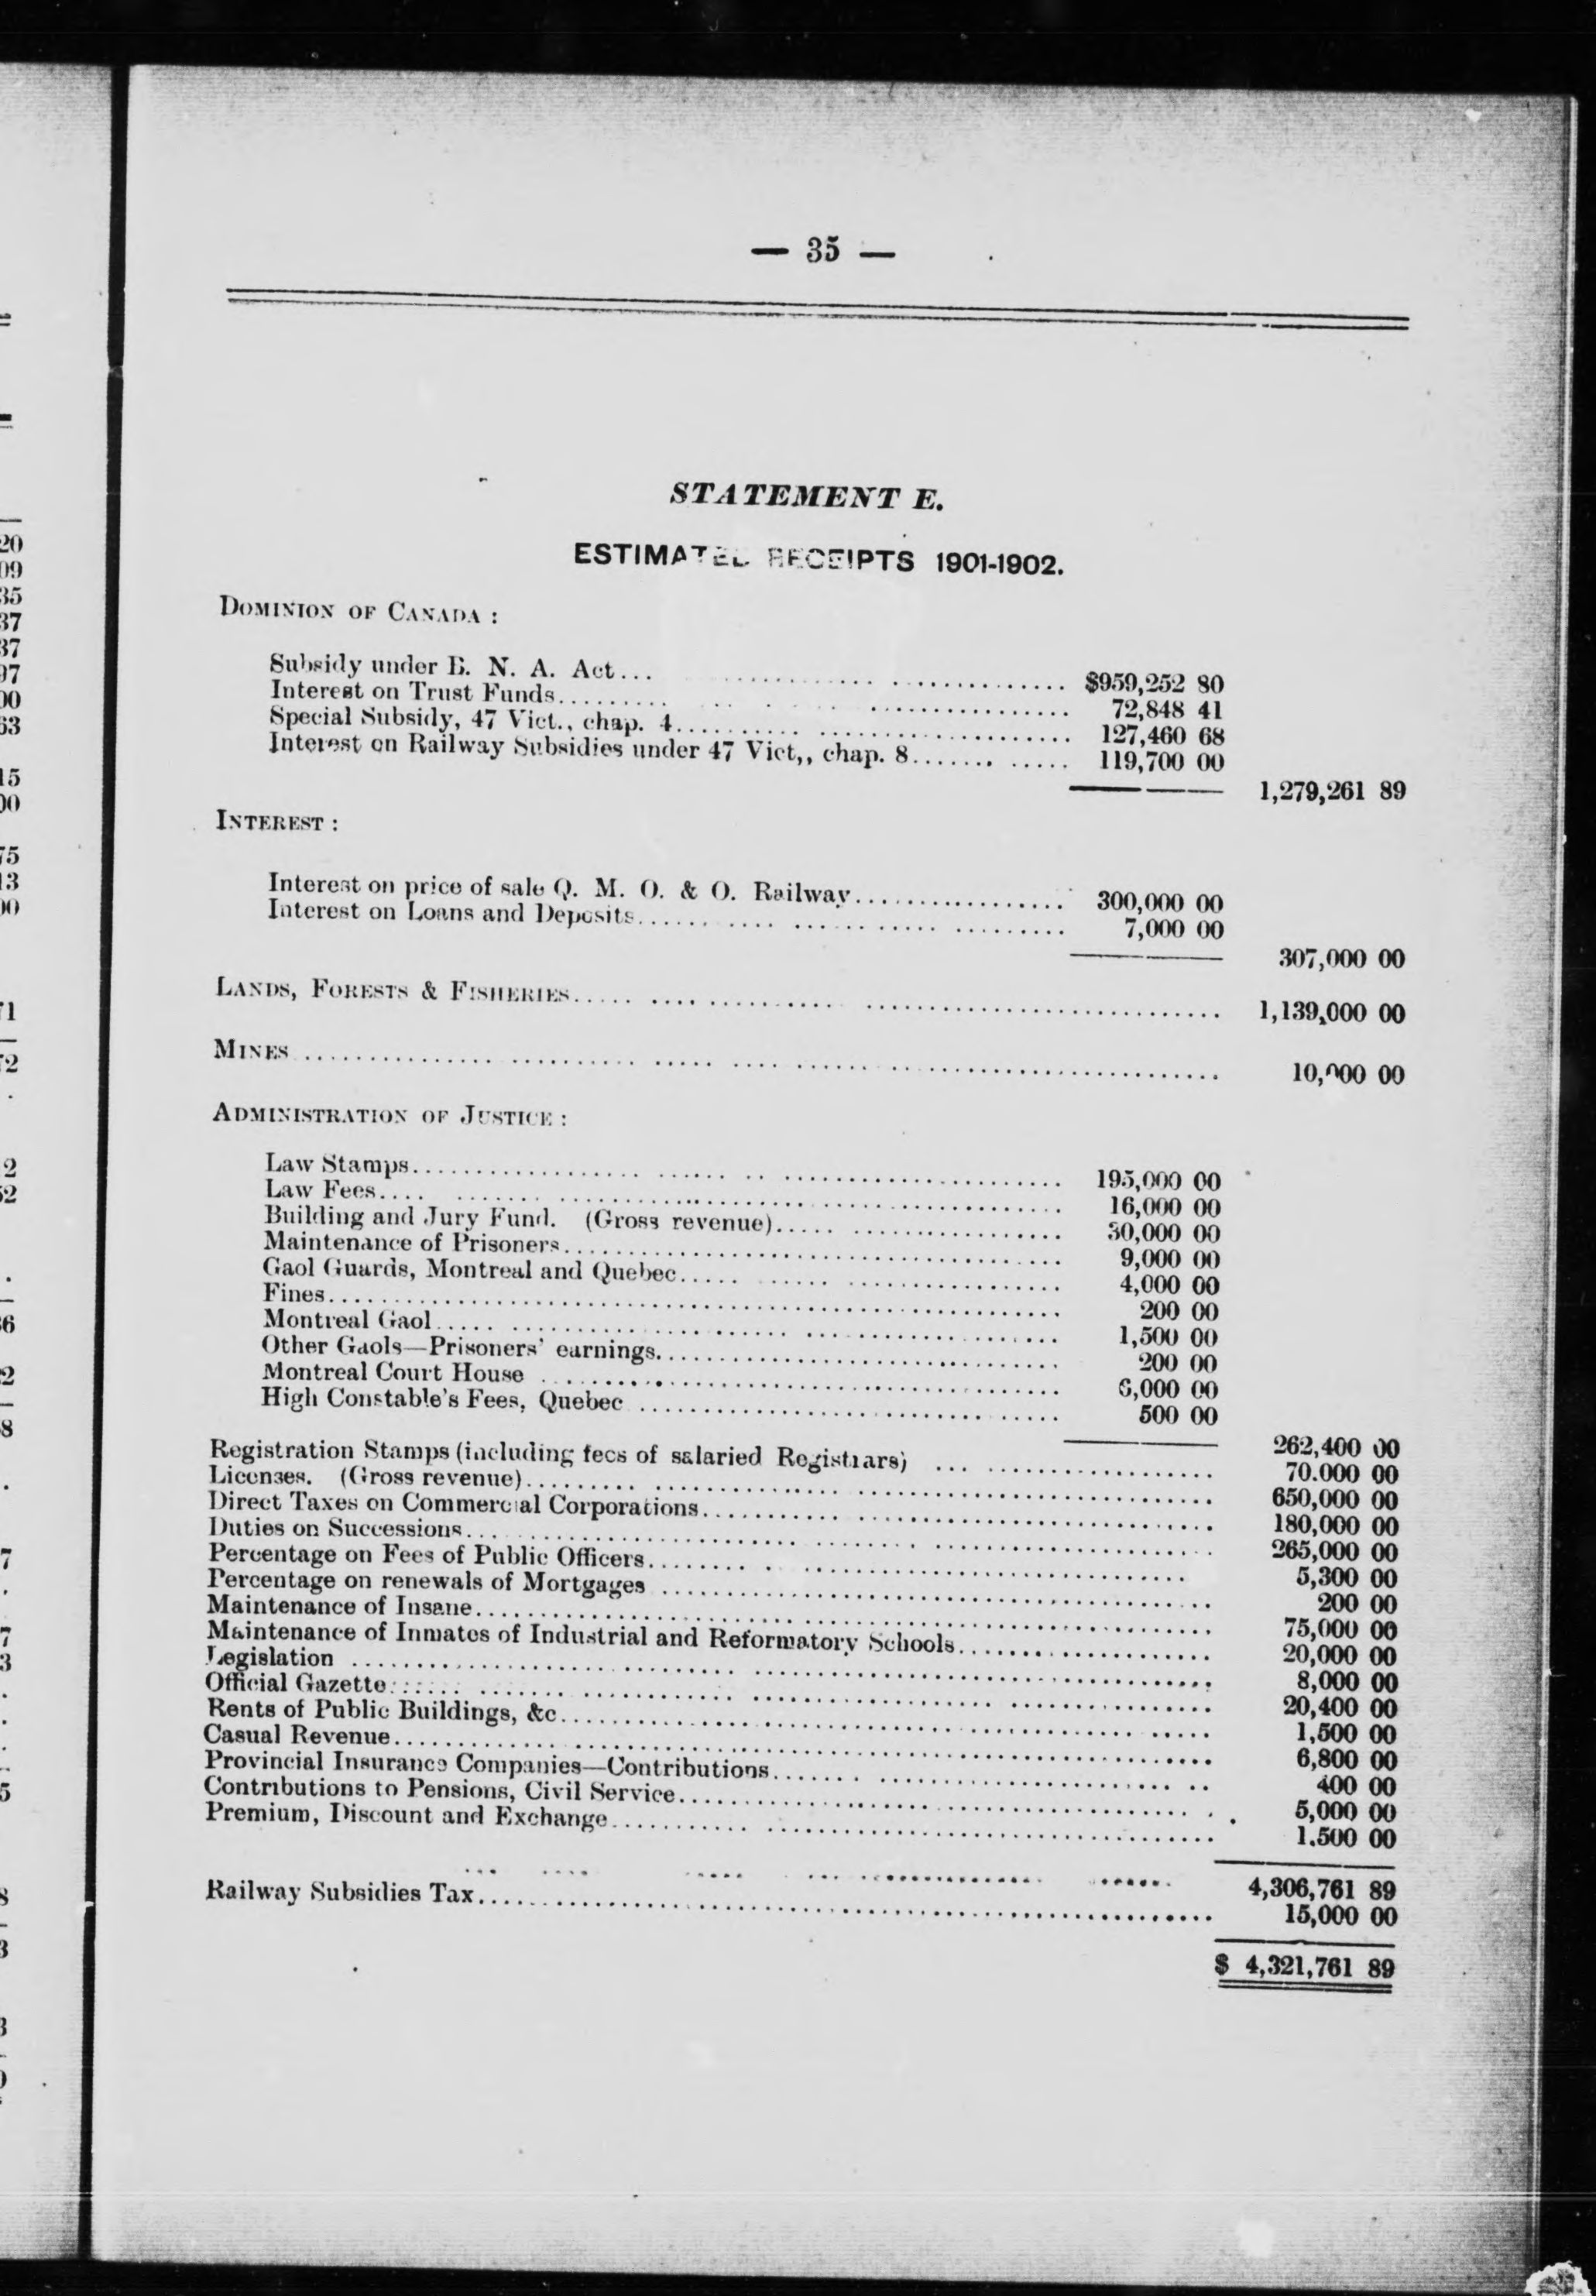 — 35 —
STATEMENT E.
ESTIMATED RECEIPTS 1901-1902.
DOMINION OF CANADA :
Subsidy under B. N. A. Act... $959,252 80
Interest on Trust Funds......... 72,848 41
Special Subsidy, 47 Vict., chap. 4........... 127,460 68
Interest on Railway Subsidies under 47 Vict,, chap. 8........ 119,700 00
1,279,261 89
INTEREST :
Interest on price of sale Q. M. O. & O. Railway................ 300,000 00
Interest on Loans and Deposits...... 7,000 00
307,000 00
LANDS, FORESTS & FISHERIES..... 1,139,000 00
MINES .............. 10,000 00
ADMINISTRATION OF JUSTICE :
Law Stamps.................. 195,000 00
Law Fees.... 16,000 00
Building and Jury Fund. (Gross revenue)..... 30,000 00
Maintenance of Prisoners.... 9,000 00
Gaol Guards, Montreal and Quebec..... 4,000 00
Fines.... 200 00
Montreal Gaol..... 1,500 00
Other Gaols—Prisoners' earnings.... 200 00
Montreal Court House .... 6,000 00
High Constable's Fees, Quebec .... 500 00
262,400 00
Registration Stamps (including fees of salaried Registrars) ... 70.000 00
Licenses. (Gross revenue)......... 650,000 00
Direct Taxes on Commercial Corporations........... 180,000 00
Duties on Successions... 265,000 00
Percentage on Fees of Public Officers....... 5,300 00
Percentage on renewals of Mortgages .... 200 00
Maintenance of Insane.... 75,000 00
Maintenance of Inmates of Industrial and Reformatory Schools.... 20,000 00
Legislation .... 8,000 00
Official Gazette....... 20,400 00
Rents of Public Buildings, &c.... 1,500 00
Casual Revenue.... 6,800 00
Provincial Insurance Companies—Contributions....... 400 00
Contributions to Pensions, Civil Service.... 5,000 00
Premium, Discount and Exchange........... 1.500 00
4,306,761 89
Railway Subsidies Tax.... 15,000 00
$ 4,321,761 89